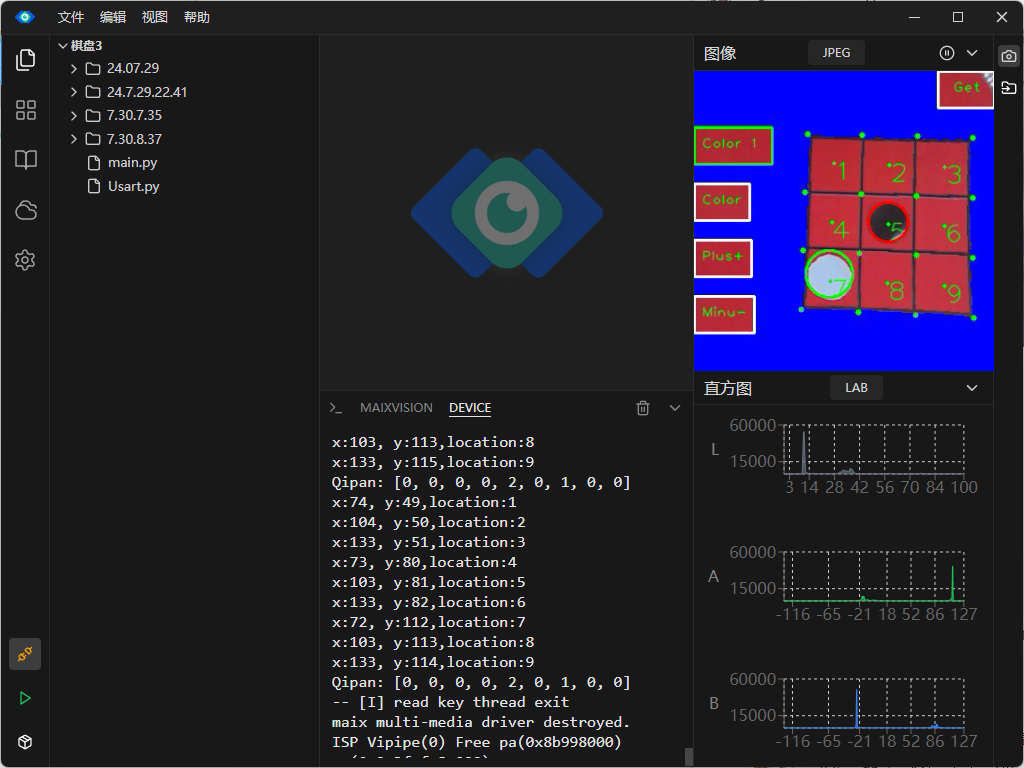 文件 编辑 视图 帮助
棋盘3
24.07.29
24.7.29.22.41
7.30.7.35
7.30.8.37
main.py
Usart.py
MAIXVISION DEVICE
x:103, y:113,location:8
x:133, y:115,location:9
Qipan: [0, 0, 0, 0, 2, 0, 1, 0, 0]
x:74, y:49,location:1
x:104, y:50,location:2
x:133, y:51,location:3
x:73, y:80,location:4
x:103, y:81,location:5
x:133, y:82,location:6
x:72, y:112,location:7
x:103, y:113,location:8
x:133, y:114,location:9
Qipan: [0, 0, 0, 0, 2, 0, 1, 0, 0]
-- [I] read key thread exit
maix multi-media driver destroyed.
ISP Vipipe(0) Free pa(0x8b998000)
图像 JPEG
Get
Color 1
Color
Plus+
Minu-
1 2 3
4 5 6
7 8 9
直方图 LAB
L
60000
15000
3 14 28 42 56 70 84 100
A
60000
15000
-116 -65 -21 18 52 86 127
B
60000
15000
-116 -65 -21 18 52 86 127